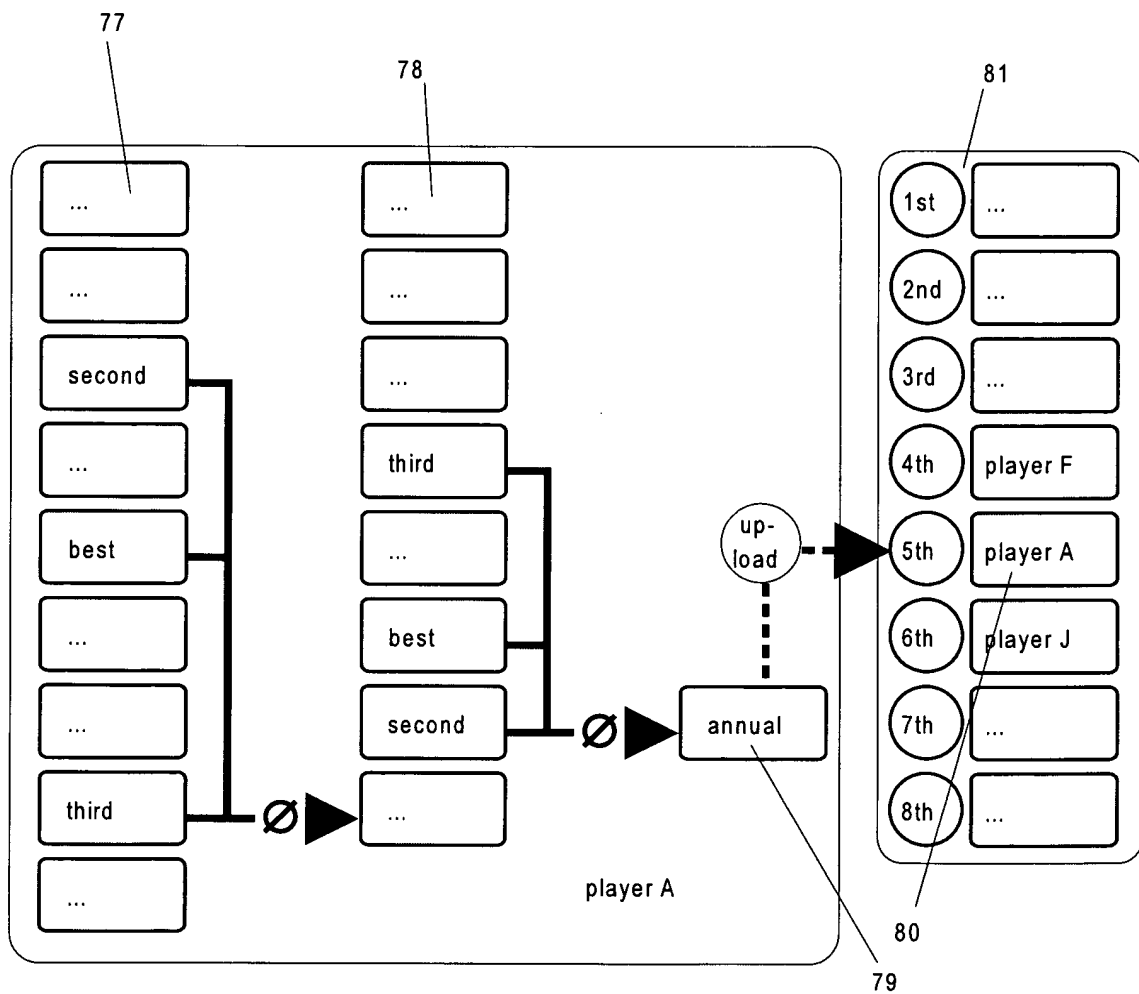 77
78
81
...
...
second
...
best
...
...
third
...
...
...
...
third
...
best
second
...
Ø
Ø
annual
up-
load
player A
1st ...
2nd ...
3rd ...
4th player F
5th player A
6th player J
7th ...
8th ...
80
79